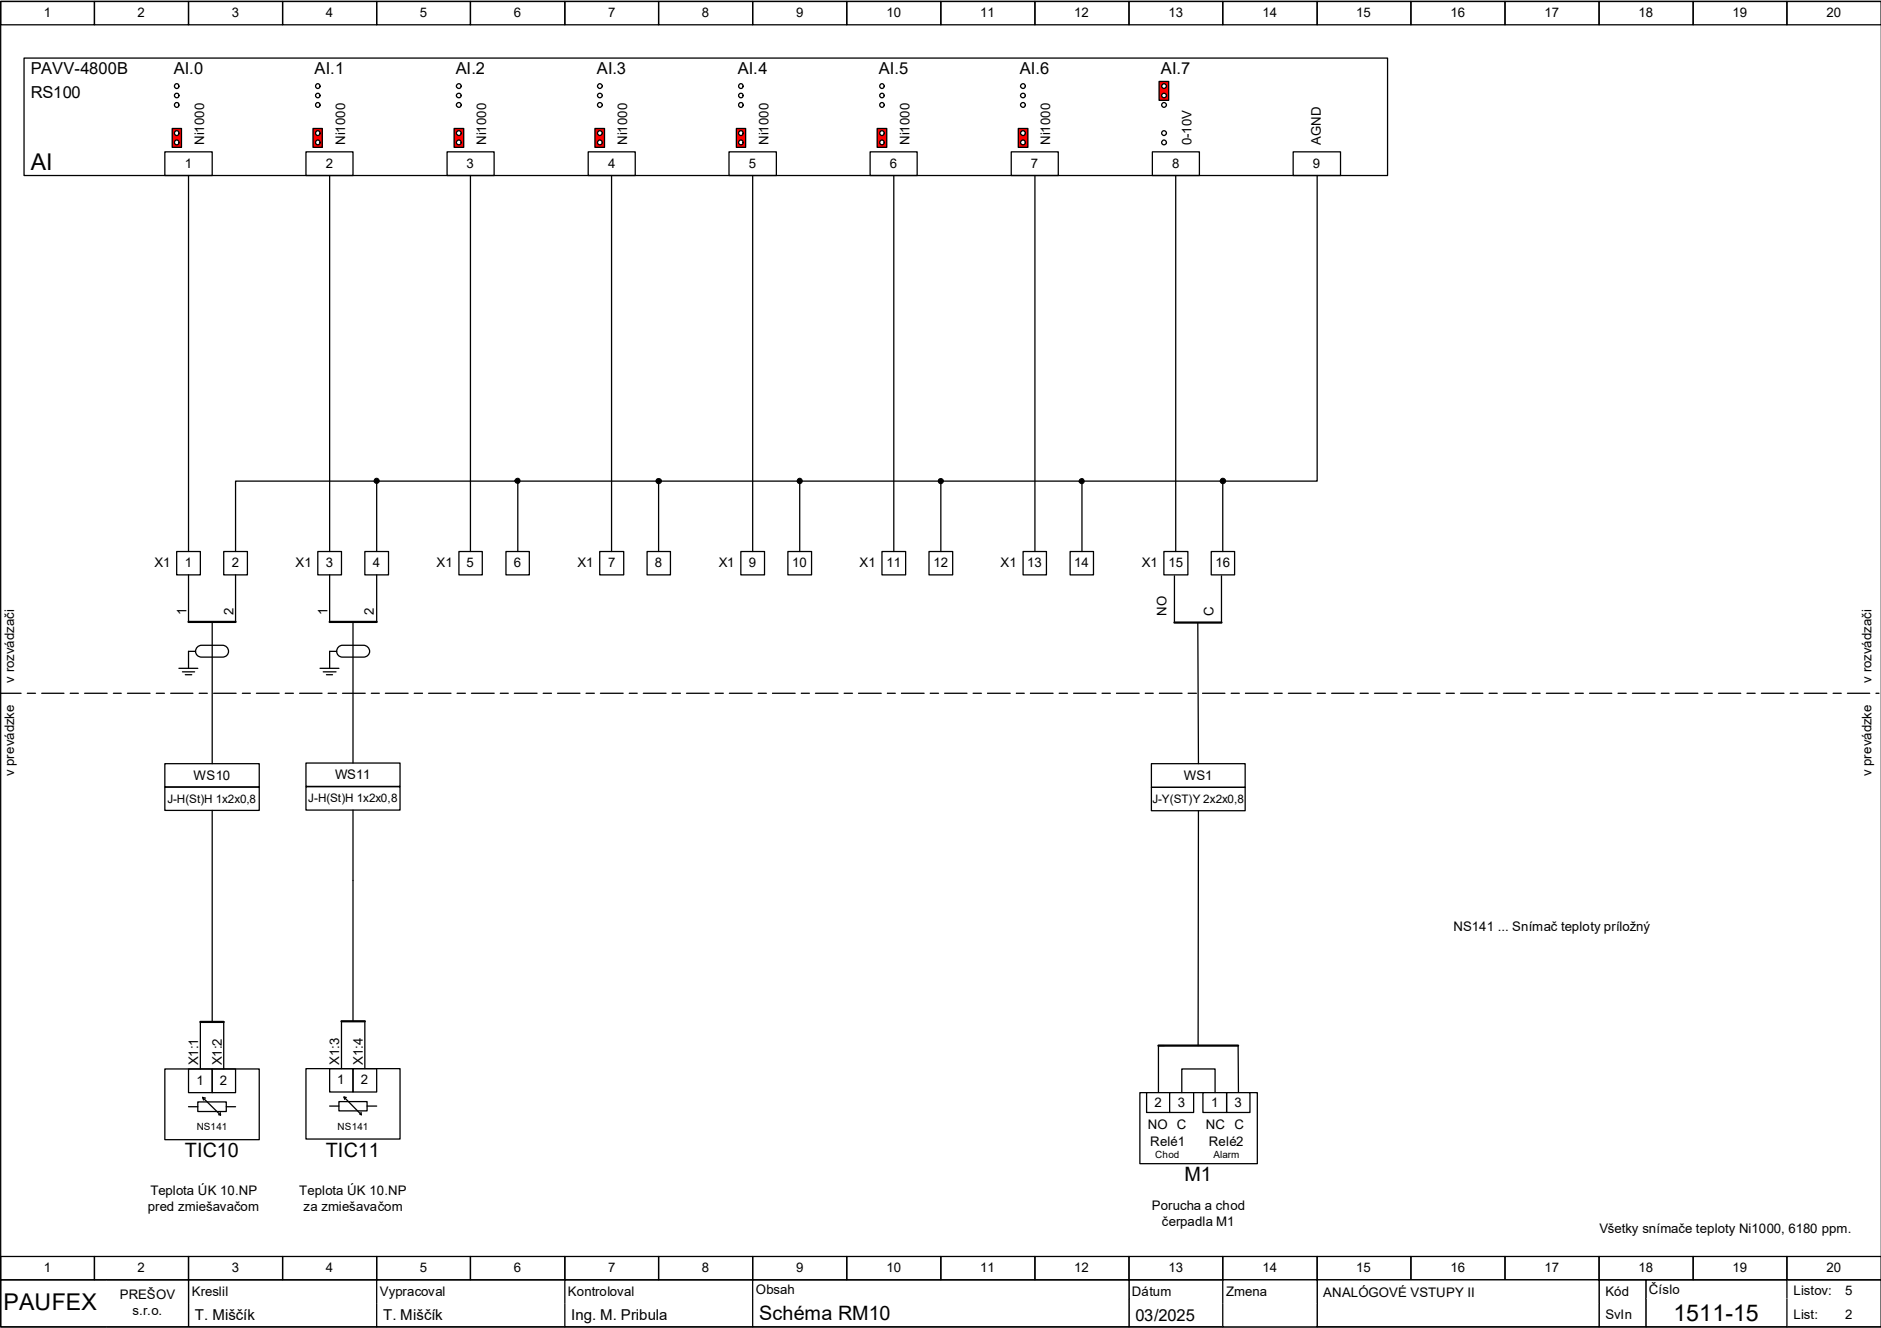 1 2 3 4 5 6 7 8 9 10 11 12 13 14 15 16 17 18 19 20
PAVV-4800B AI.0 AI.1 AI.2 AI.3 AI.4 AI.5 AI.6 AI.7
RS100
Ni1000 Ni1000 Ni1000 Ni1000 Ni1000 Ni1000 Ni1000 0-10V AGND
AI 1 2 3 4 5 6 7 8 9
X1 1 2 X1 3 4 X1 5 6 X1 7 8 X1 9 10 X1 11 12 X1 13 14 X1 15 16
1 2 1 2 NO C
v rozvádzači v rozvádzači
v prevádzke v prevádzke
WS10 WS11 WS1
J-H(St)H 1x2x0,8 J-H(St)H 1x2x0,8 J-Y(ST)Y 2x2x0,8
NS141 ... Snímač teploty príložný
X1:1 X1:2 X1:3 X1:4
1 2 1 2
NS141 NS141
TIC10 TIC11
Teplota ÚK 10.NP
pred zmiešavačom
Teplota ÚK 10.NP
za zmiešavačom
2 3 1 3
NO C NC C
Relé1 Relé2
Chod Alarm
M1
Porucha a chod
čerpadla M1
Všetky snímače teploty Ni1000, 6180 ppm.
1 2 3 4 5 6 7 8 9 10 11 12 13 14 15 16 17 18 19 20
PAUFEX PREŠOV
s.r.o.
Kreslil
T. Miščík
Vypracoval
T. Miščík
Kontroloval
Ing. M. Pribula
Obsah
Schéma RM10
Dátum
03/2025
Zmena
ANALÓGOVÉ VSTUPY II
Kód
Svln
Číslo
1511-15
Listov: 5
List: 2